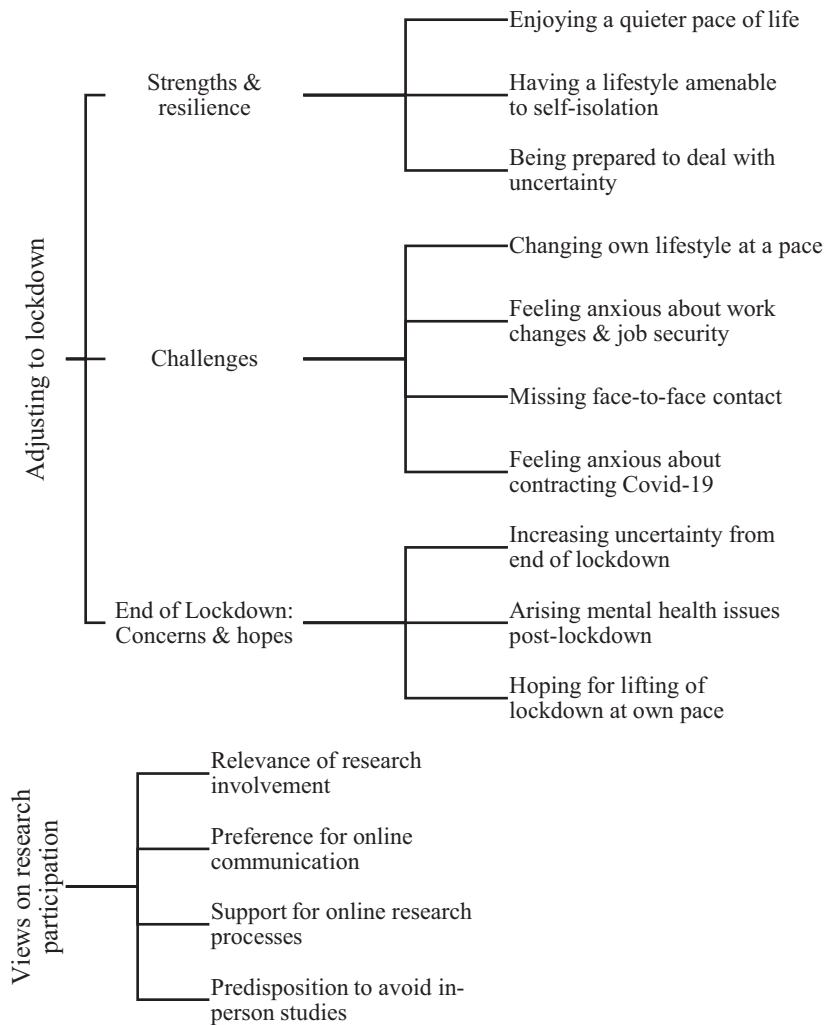 Adjusting to lockdown
Strengths &
resilience
Enjoying a quieter pace of life
Having a lifestyle amenable
to self-isolation
Being prepared to deal with
uncertainty
Challenges
Changing own lifestyle at a pace
Feeling anxious about work
changes & job security
Missing face-to-face contact
Feeling anxious about
contracting Covid-19
End of Lockdown:
Concerns & hopes
Increasing uncertainty from
end of lockdown
Arising mental health issues
post-lockdown
Hoping for lifting of
lockdown at own pace
Views on research
participation
Relevance of research
involvement
Preference for online
communication
Support for online research
processes
Predisposition to avoid in-
person studies